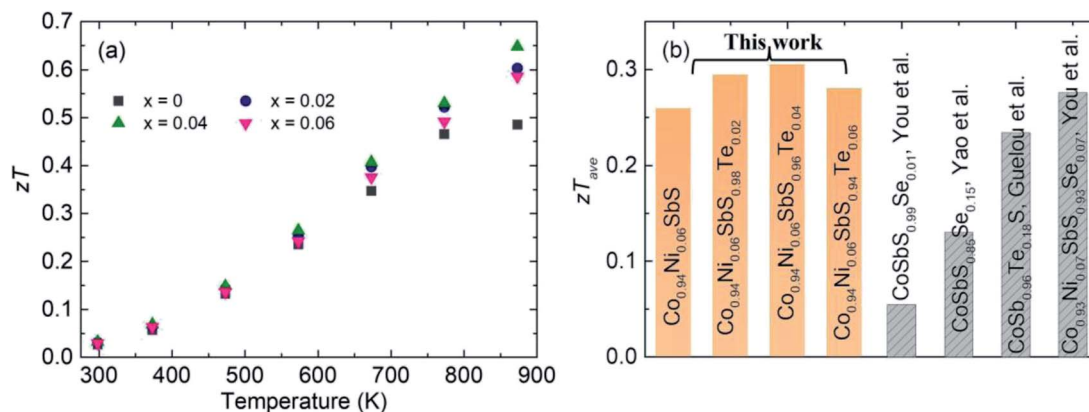 (a)
0.7
0.6
0.5
0.4
0.3
0.2
0.1
0.0
zT
x = 0
x = 0.02
x = 0.04
x = 0.06
300
400
500
600
700
800
900
Temperature (K)
(b)
This work
0.3
0.2
0.1
0.0
zT_ave
Co0.94Ni0.06SbS
Co0.94Ni0.06SbS0.98Te0.02
Co0.94Ni0.06SbS0.96Te0.04
Co0.94Ni0.06SbS0.94Te0.06
CoSbS0.99Se0.01, You et al.
CoSbS0.85Se0.15, Yao et al.
CoSb0.96Te0.18S, Guelou et al.
Co0.93Ni0.07SbS0.93Se0.07, You et al.